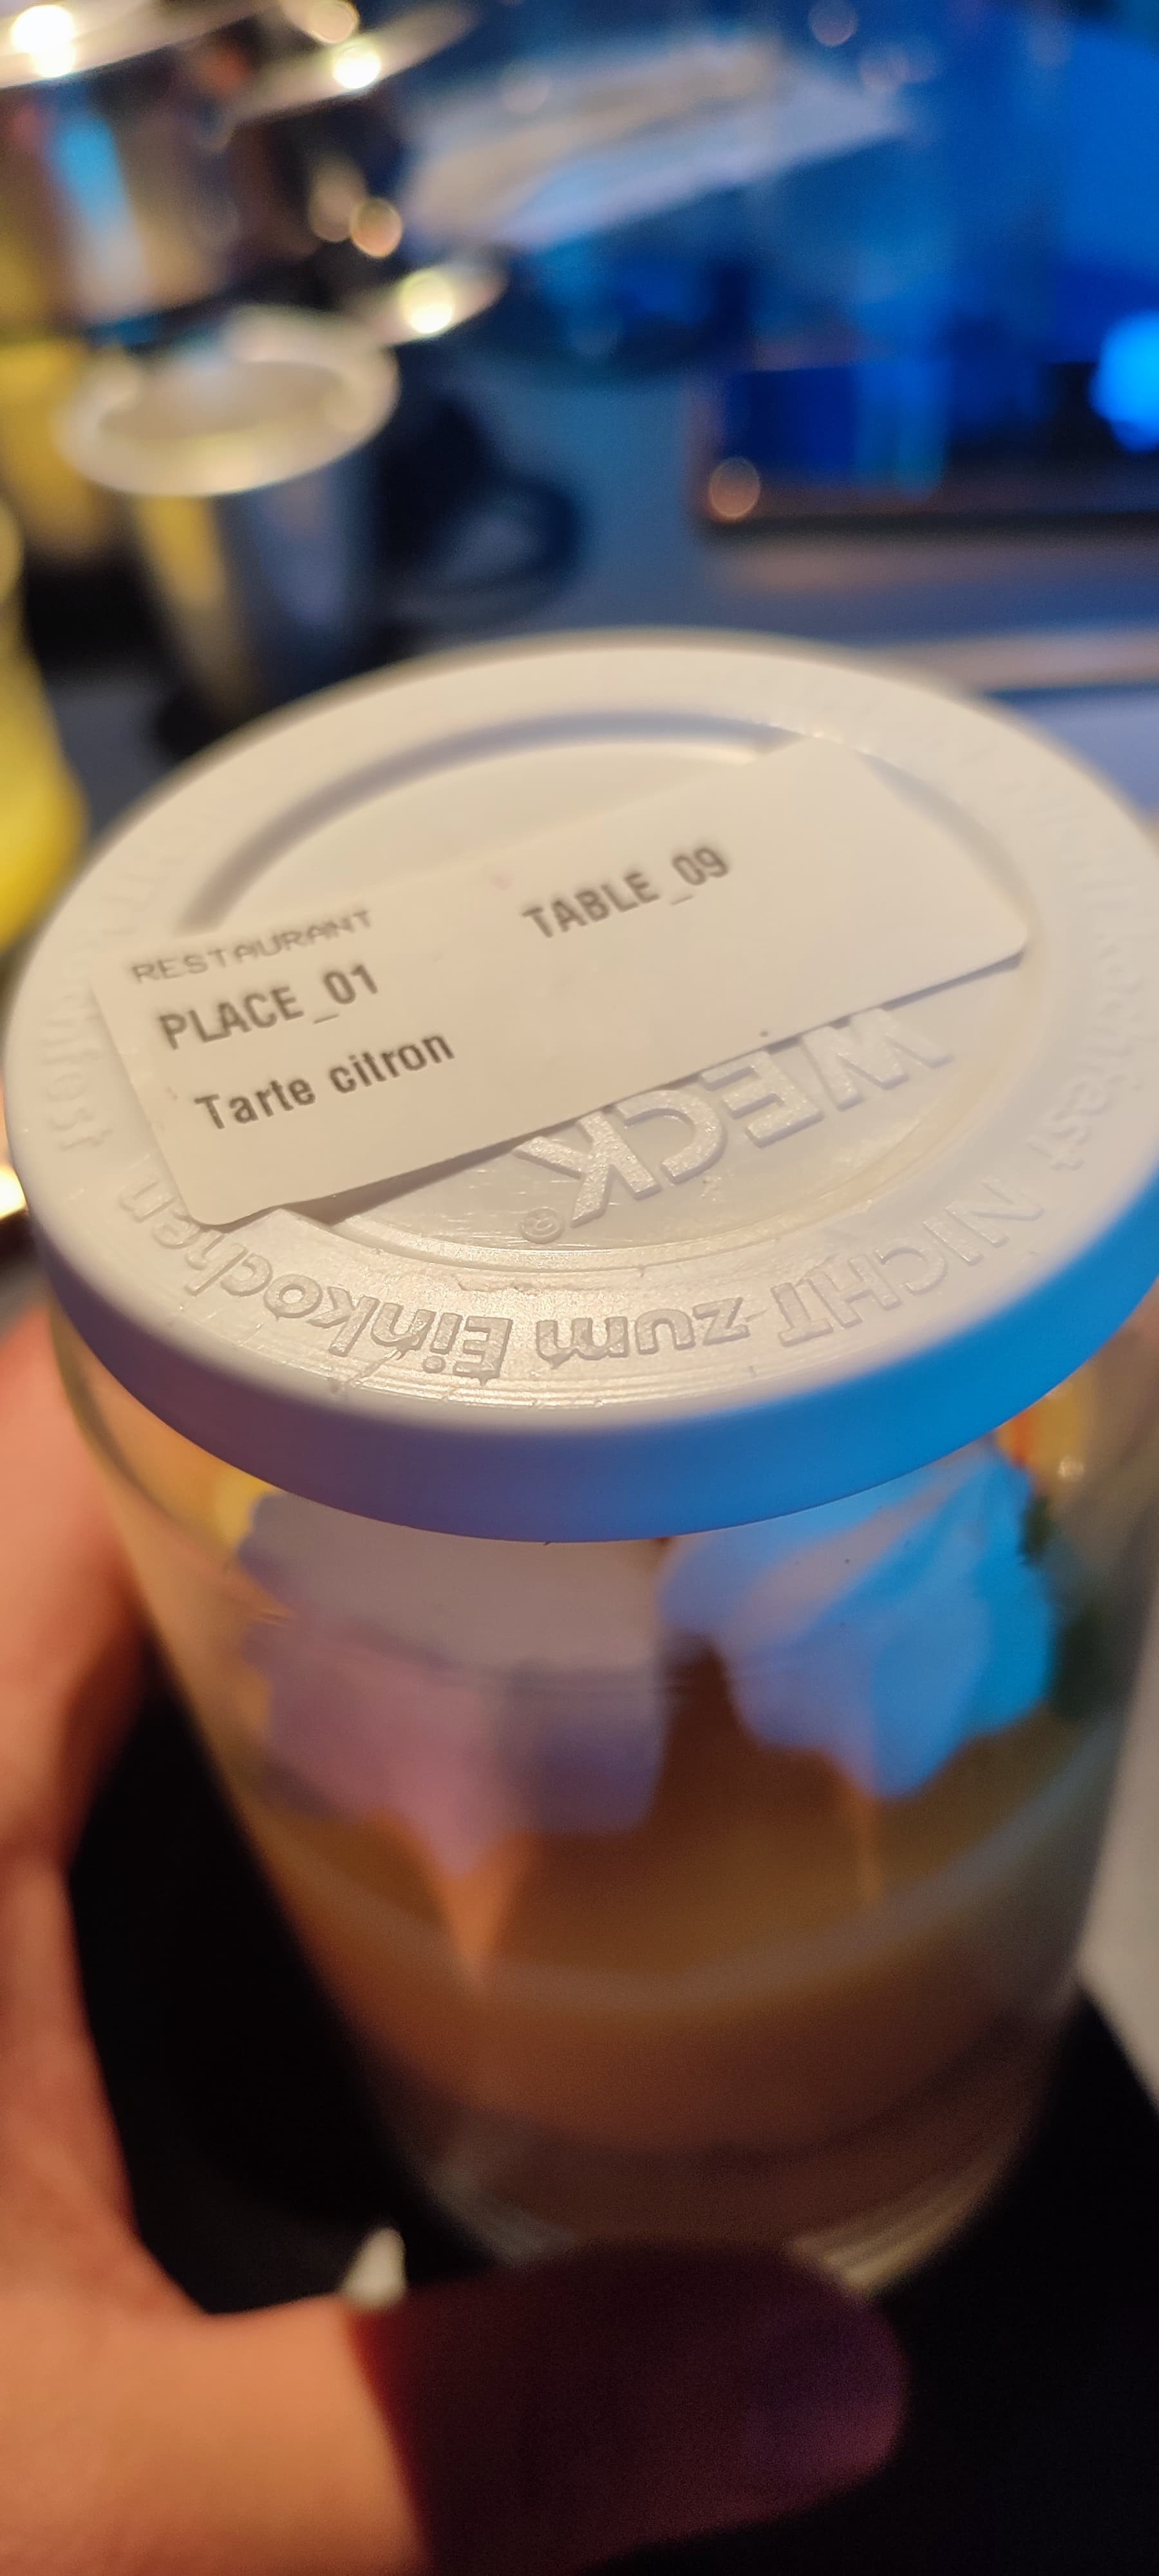 RESTAURANT
PLACE_01 TABLE_09
Tarte citron
WECK®
NICHT zum Einkochen